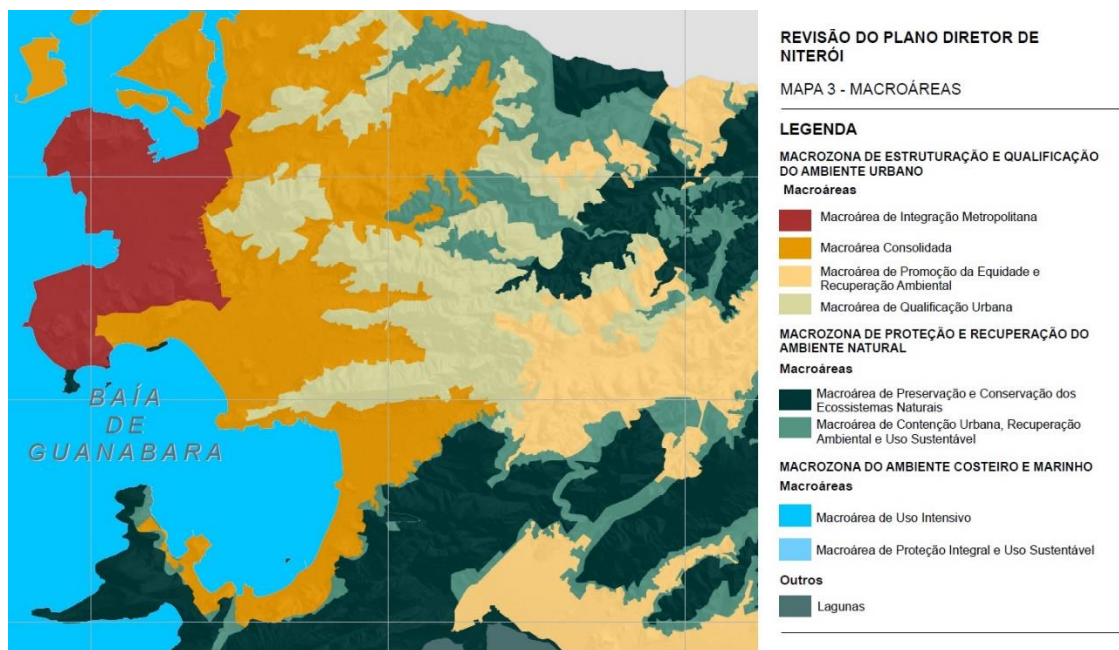 REVISÃO DO PLANO DIRETOR DE
NITERÓI
MAPA 3 - MACROÁREAS
LEGENDA
MACROZONA DE ESTRUTURAÇÃO E QUALIFICAÇÃO
DO AMBIENTE URBANO
Macroáreas
Macroárea de Integração Metropolitana
Macroárea Consolidada
Macroárea de Promoção da Equidade e
Recuperação Ambiental
Macroárea de Qualificação Urbana
MACROZONA DE PROTEÇÃO E RECUPERAÇÃO DO
AMBIENTE NATURAL
Macroáreas
Macroárea de Preservação e Conservação dos
Ecossistemas Naturais
Macroárea de Contenção Urbana, Recuperação
Ambiental e Uso Sustentável
MACROZONA DO AMBIENTE COSTEIRO E MARINHO
Macroáreas
Macroárea de Uso Intensivo
Macroárea de Proteção Integral e Uso Sustentável
Outros
Lagunas
BAÍA
DE
GUANABARA